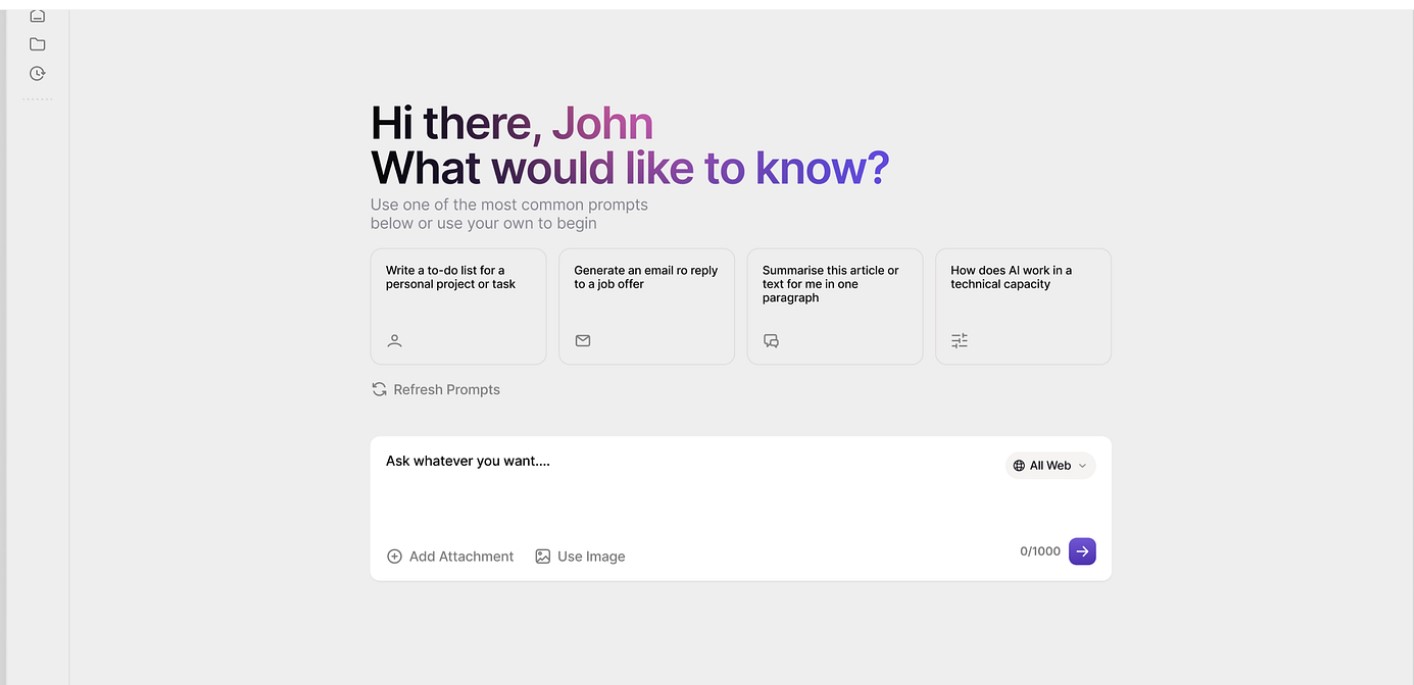 Hi there, John
What would like to know?
Use one of the most common prompts
below or use your own to begin
Write a to-do list for a
personal project or task
Generate an email ro reply
to a job offer
Summarise this article or
text for me in one
paragraph
How does AI work in a
technical capacity
Refresh Prompts
Ask whatever you want....
All Web
Add Attachment
Use Image
0/1000